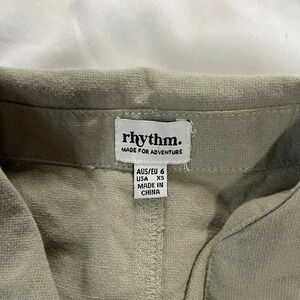 rhythm.
MADE FOR ADVENTURE
AUS/EU 6
USA XS
MADE IN
CHINA